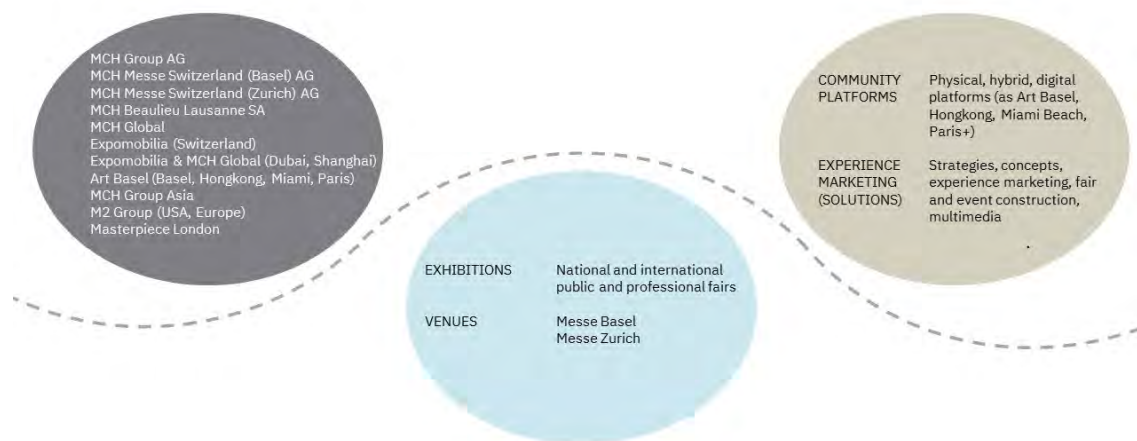 MCH Group AG
MCH Messe Switzerland (Basel) AG
MCH Messe Switzerland (Zurich) AG
MCH Beaulieu Lausanne SA
MCH Global
Expomobilia (Switzerland)
Expomobilia & MCH Global (Dubai, Shanghai)
Art Basel (Basel, Hongkong, Miami, Paris)
MCH Group Asia
M2 Group (USA, Europe)
Masterpiece London
EXHIBITIONS National and international
public and professional fairs
VENUES Messe Basel
Messe Zurich
COMMUNITY Physical, hybrid, digital
PLATFORMS platforms (as Art Basel,
Hongkong, Miami Beach,
Paris+)
EXPERIENCE Strategies, concepts,
MARKETING experience marketing, fair
(SOLUTIONS) and event construction,
multimedia
.